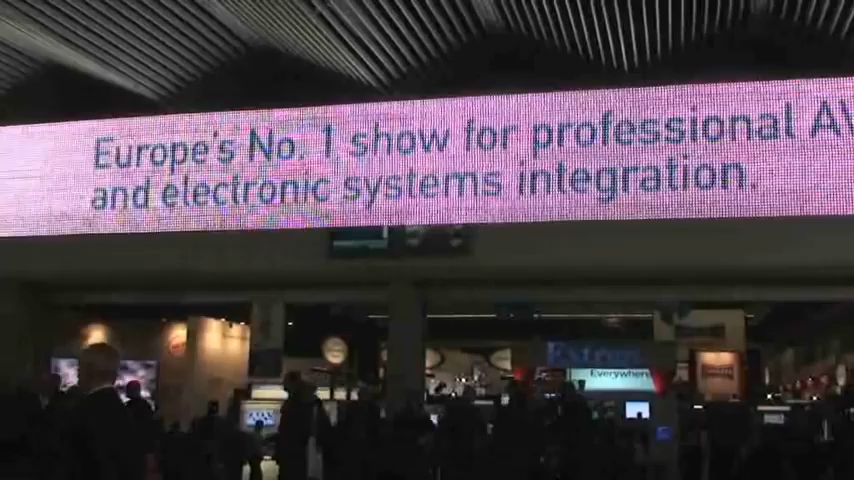 Europe's No. 1 show for professional AV
and electronic systems integration.
Extron
Everywhere